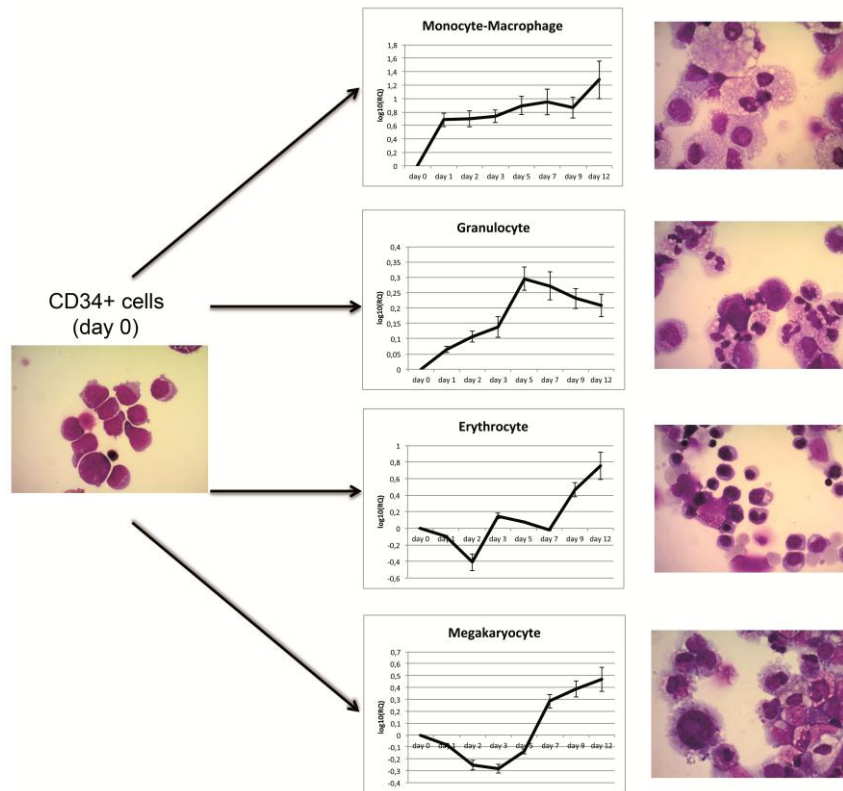 Monocyte-Macrophage
log10(RQ)
1,8
1,6
1,4
1,2
1
0,8
0,6
0,4
0,2
0
day 0 day 1 day 2 day 3 day 5 day 7 day 9 day 12
CD34+ cells
(day 0)
Granulocyte
log10(RQ)
0,4
0,35
0,3
0,25
0,2
0,15
0,1
0,05
0
day 0 day 1 day 2 day 3 day 5 day 7 day 9 day 12
Erythrocyte
log10(RQ)
1
0,8
0,6
0,4
0,2
0
-0,2
-0,4
-0,6
day 0 day 1 day 2 day 3 day 5 day 7 day 9 day 12
Megakaryocyte
log10(RQ)
0,7
0,6
0,5
0,4
0,3
0,2
0,1
0
-0,1
-0,2
-0,3
-0,4
day 0 day 1 day 2 day 3 day 5 day 7 day 9 day 12